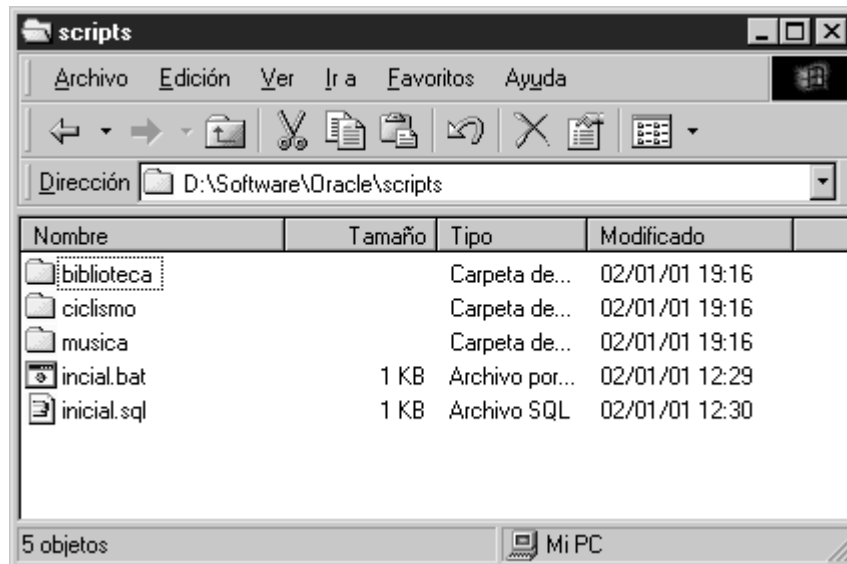 scripts
Archivo Edición Ver Ir a Favoritos Ayuda
Dirección D:\Software\Oracle\scripts
Nombre Tamaño Tipo Modificado
biblioteca Carpeta de... 02/01/01 19:16
ciclismo Carpeta de... 02/01/01 19:16
musica Carpeta de... 02/01/01 19:16
incial.bat 1 KB Archivo por... 02/01/01 12:29
inicial.sql 1 KB Archivo SQL 02/01/01 12:30
5 objetos Mi PC